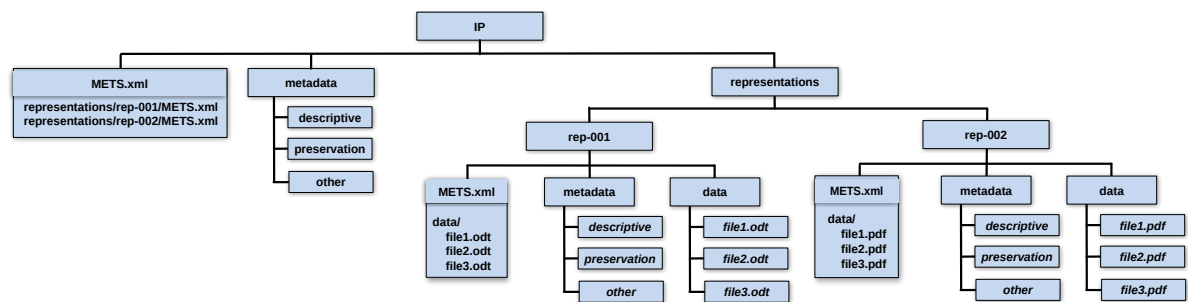 IP
METS.xml
representations/rep-001/METS.xml
representations/rep-002/METS.xml
metadata
descriptive
preservation
other
representations
rep-001
METS.xml
data/
file1.odt
file2.odt
file3.odt
metadata
descriptive
preservation
other
data
file1.odt
file2.odt
file3.odt
rep-002
METS.xml
data/
file1.pdf
file2.pdf
file3.pdf
metadata
descriptive
preservation
other
data
file1.pdf
file2.pdf
file3.pdf